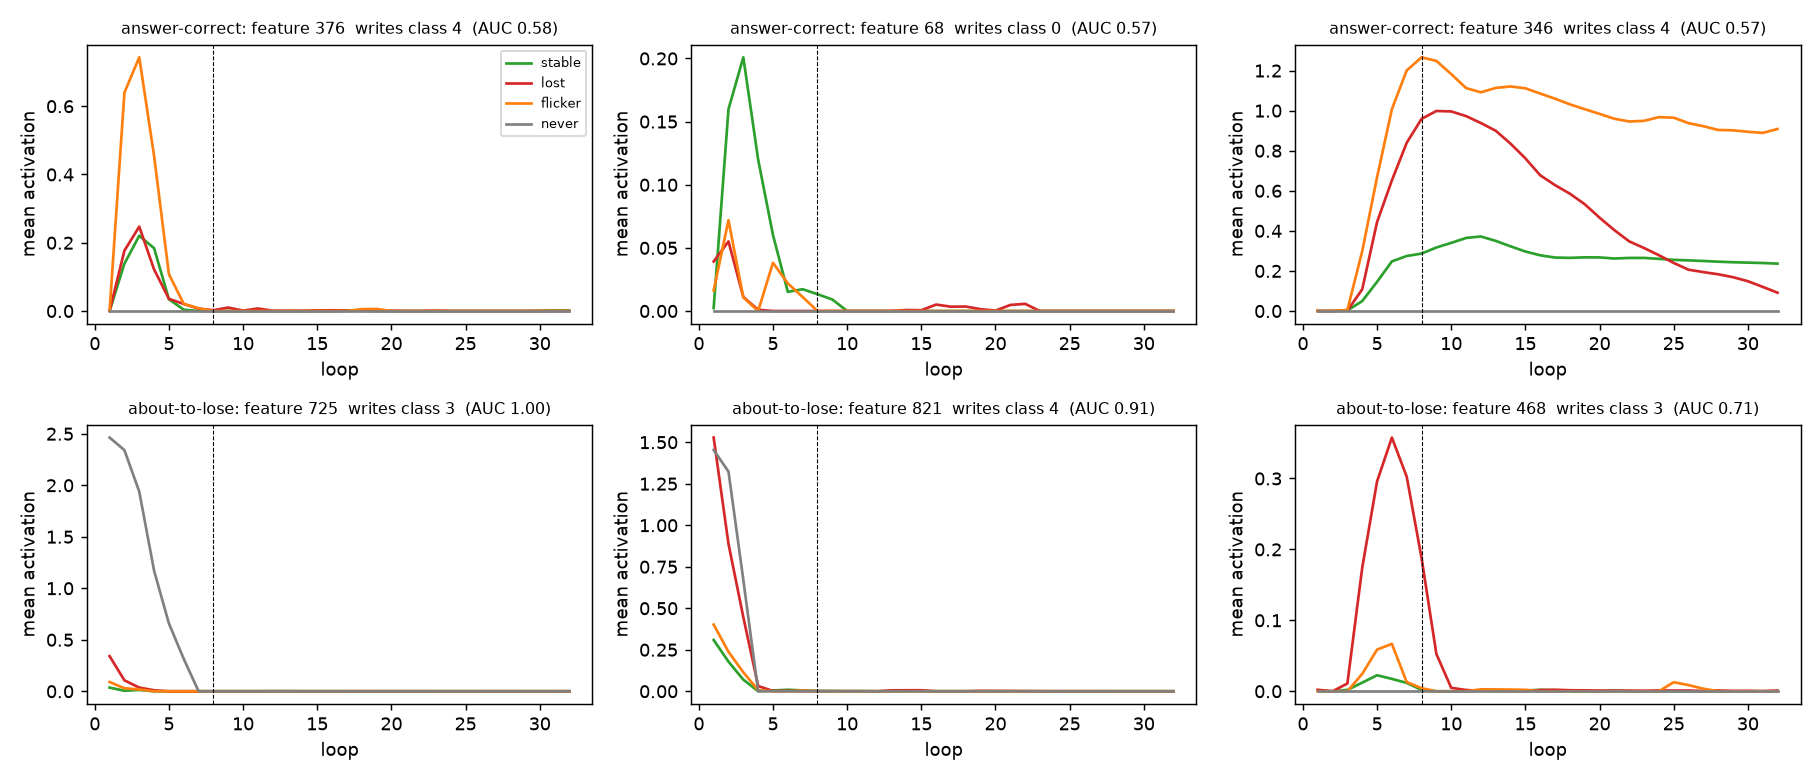 answer-correct: feature 376  writes class 4  (AUC 0.58)
mean activation
0.6
0.4
0.2
0.0
stable
lost
flicker
never
0 5 10 15 20 25 30
loop
answer-correct: feature 68  writes class 0  (AUC 0.57)
mean activation
0.20
0.15
0.10
0.05
0.00
0 5 10 15 20 25 30
loop
answer-correct: feature 346  writes class 4  (AUC 0.57)
mean activation
1.2
1.0
0.8
0.6
0.4
0.2
0.0
0 5 10 15 20 25 30
loop
about-to-lose: feature 725  writes class 3  (AUC 1.00)
mean activation
2.5
2.0
1.5
1.0
0.5
0.0
0 5 10 15 20 25 30
loop
about-to-lose: feature 821  writes class 4  (AUC 0.91)
mean activation
1.50
1.25
1.00
0.75
0.50
0.25
0.00
0 5 10 15 20 25 30
loop
about-to-lose: feature 468  writes class 3  (AUC 0.71)
mean activation
0.3
0.2
0.1
0.0
0 5 10 15 20 25 30
loop